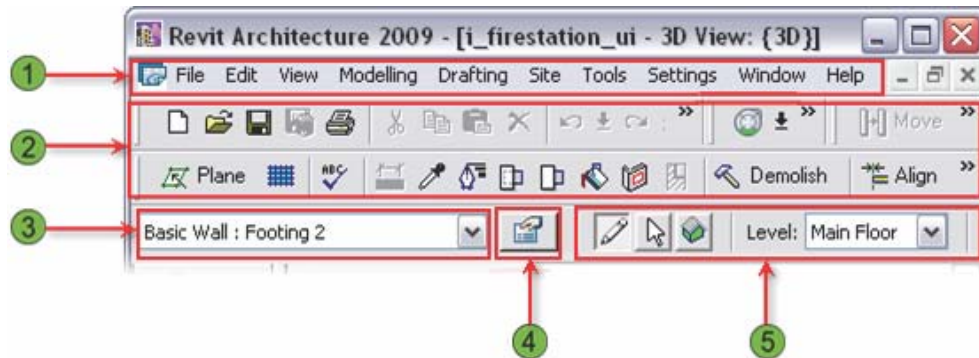 Revit Architecture 2009 - [i_firestation_ui - 3D View: {3D}]
1
File Edit View Modelling Drafting Site Tools Settings Window Help
2
Move
Plane ABC Demolish Align
3
Basic Wall : Footing 2
Level: Main Floor
4
5